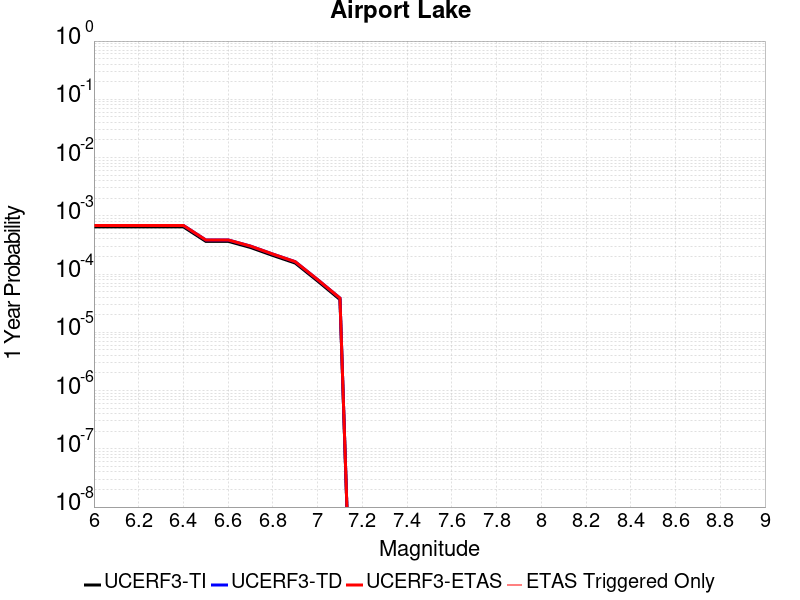 Airport Lake
10 0
10 -1
10 -2
10 -3
10 -4
10 -5
10 -6
10 -7
10 -8
1 Year Probability
6 6.2 6.4 6.6 6.8 7 7.2 7.4 7.6 7.8 8 8.2 8.4 8.6 8.8 9
Magnitude
UCERF3-TI UCERF3-TD UCERF3-ETAS ETAS Triggered Only